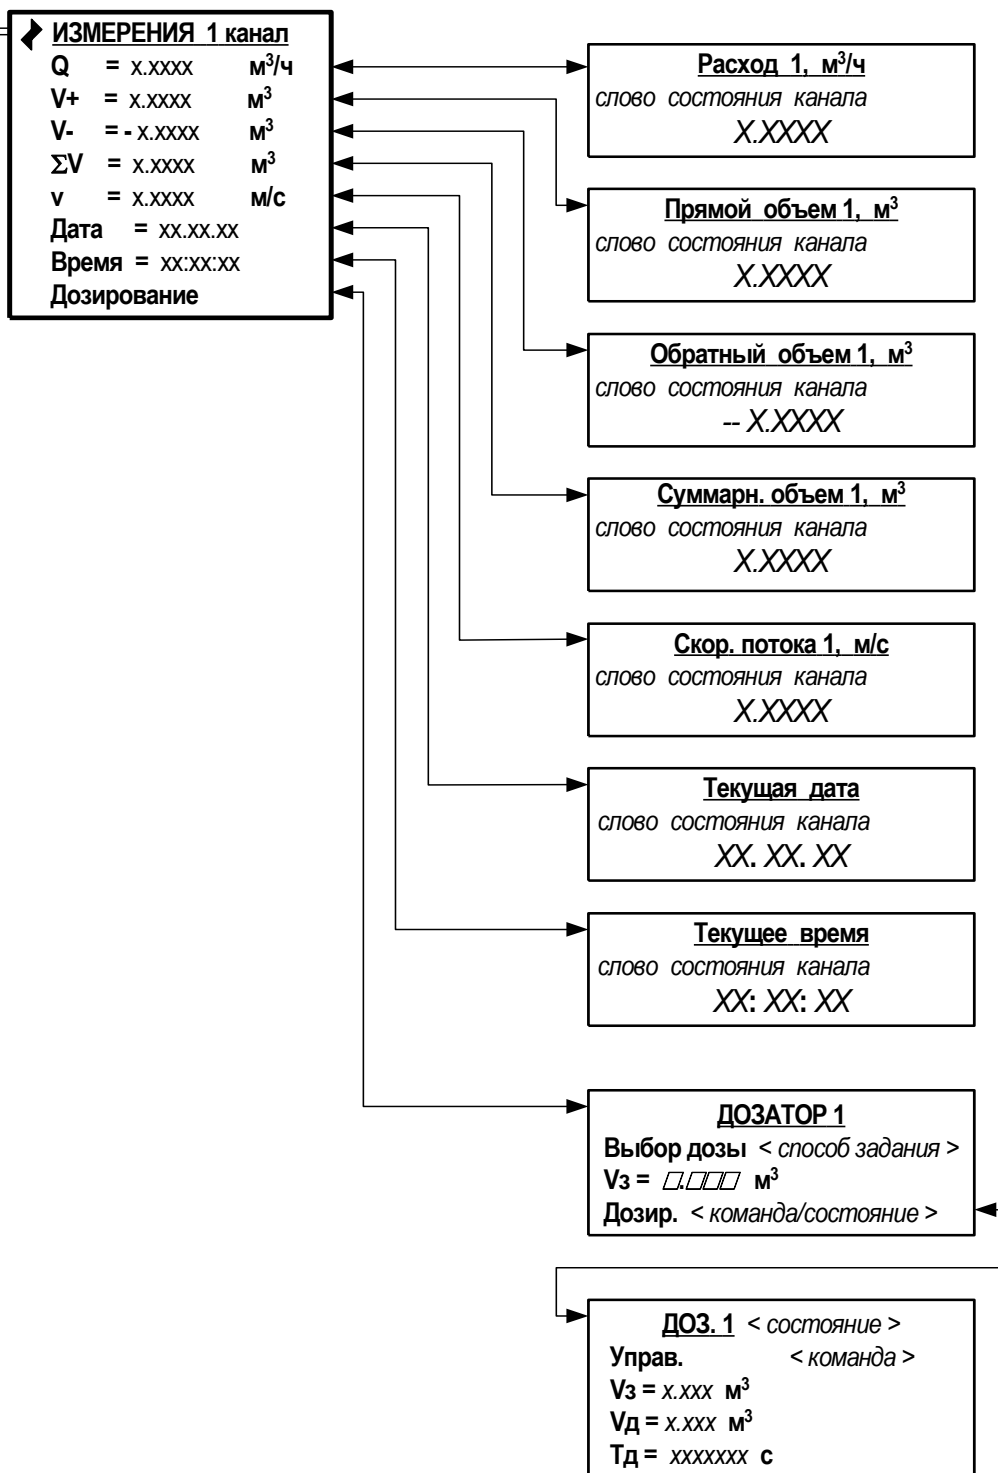 ИЗМЕРЕНИЯ 1 канал
Q = x.xxxx м³/ч
V+ = x.xxxx м³
V- = - x.xxxx м³
ΣV = x.xxxx м³
v = x.xxxx м/с
Дата = xx.xx.xx
Время = xx:xx:xx
Дозирование
Расход 1, м³/ч
слово состояния канала
X.XXXX
Прямой объем 1, м³
слово состояния канала
X.XXXX
Обратный объем 1, м³
слово состояния канала
-- X.XXXX
Суммарн. объем 1, м³
слово состояния канала
X.XXXX
Скор. потока 1, м/с
слово состояния канала
X.XXXX
Текущая дата
слово состояния канала
XX. XX. XX
Текущее время
слово состояния канала
XX: XX: XX
ДОЗАТОР 1
Выбор дозы < способ задания >
Vз = □.□□□ м³
Дозир. < команда/состояние >
ДОЗ. 1 < состояние >
Управ. < команда >
Vз = x.xxx м³
Vд = x.xxx м³
Тд = xxxxxxx с